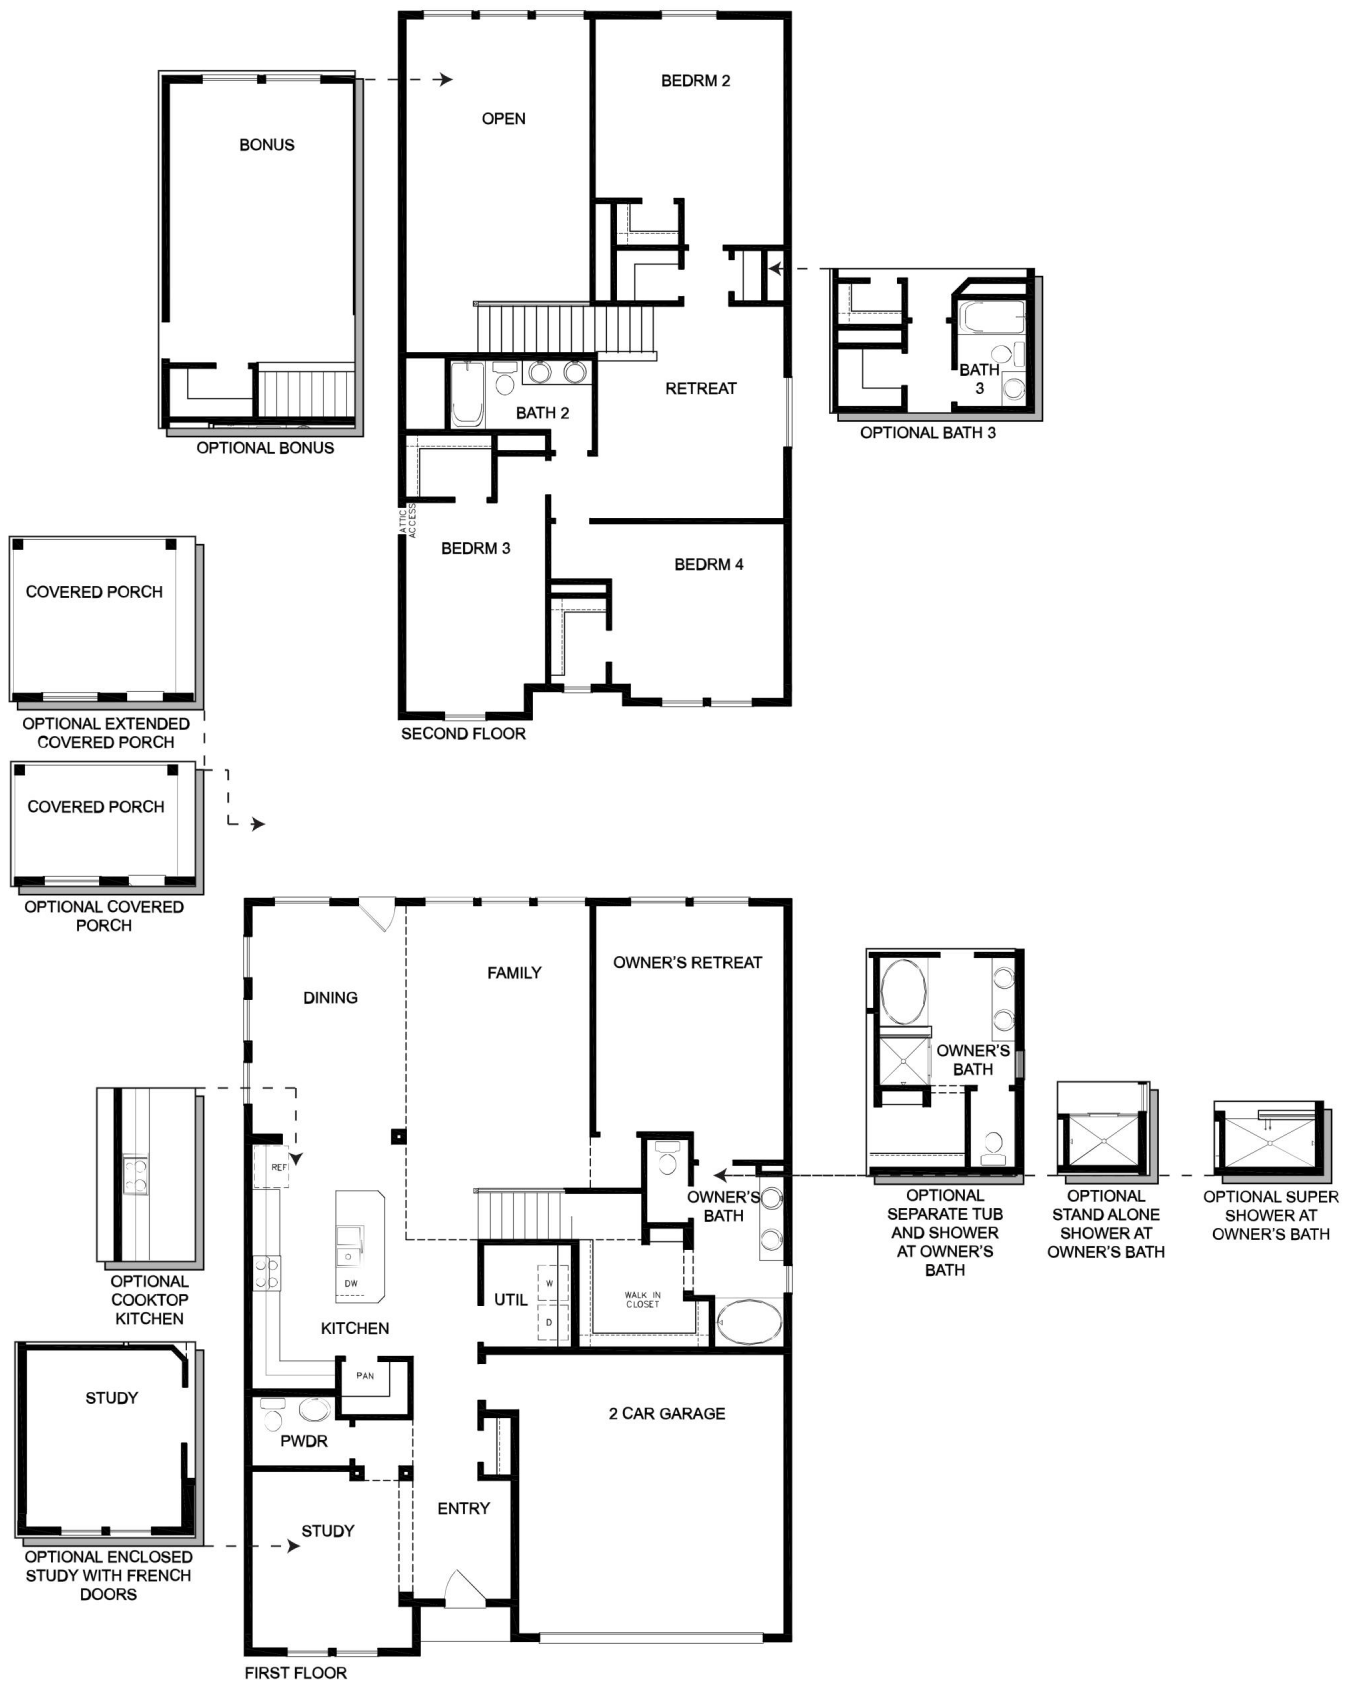 BEDRM 2
OPEN
BONUS
OPTIONAL BONUS
RETREAT
BATH 2
BATH
3
OPTIONAL BATH 3
ATTIC
ACCESS
BEDRM 3
BEDRM 4
SECOND FLOOR
COVERED PORCH
OPTIONAL EXTENDED
COVERED PORCH
COVERED PORCH
OPTIONAL COVERED
PORCH
DINING
FAMILY
OWNER'S RETREAT
REF
OWNER'S
BATH
DW
KITCHEN
UTIL
W
D
WALK IN
CLOSET
PAN
PWDR
2 CAR GARAGE
ENTRY
STUDY
FIRST FLOOR
OPTIONAL
COOKTOP
KITCHEN
STUDY
OPTIONAL ENCLOSED
STUDY WITH FRENCH
DOORS
OWNER'S
BATH
OPTIONAL
SEPARATE TUB
AND SHOWER
AT OWNER'S
BATH
OPTIONAL
STAND ALONE
SHOWER AT
OWNER'S BATH
OPTIONAL SUPER
SHOWER AT
OWNER'S BATH